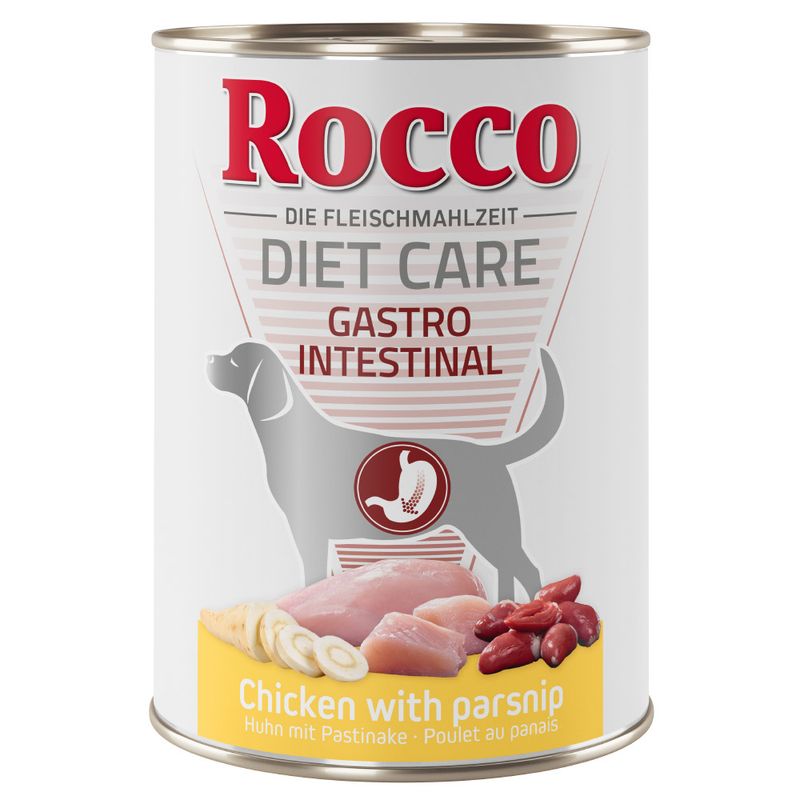 Rocco
DIE FLEISCHMAHLZEIT
DIET CARE
GASTRO
INTESTINAL
Chicken with parsnip
Huhn mit Pastinake · Poulet au panais